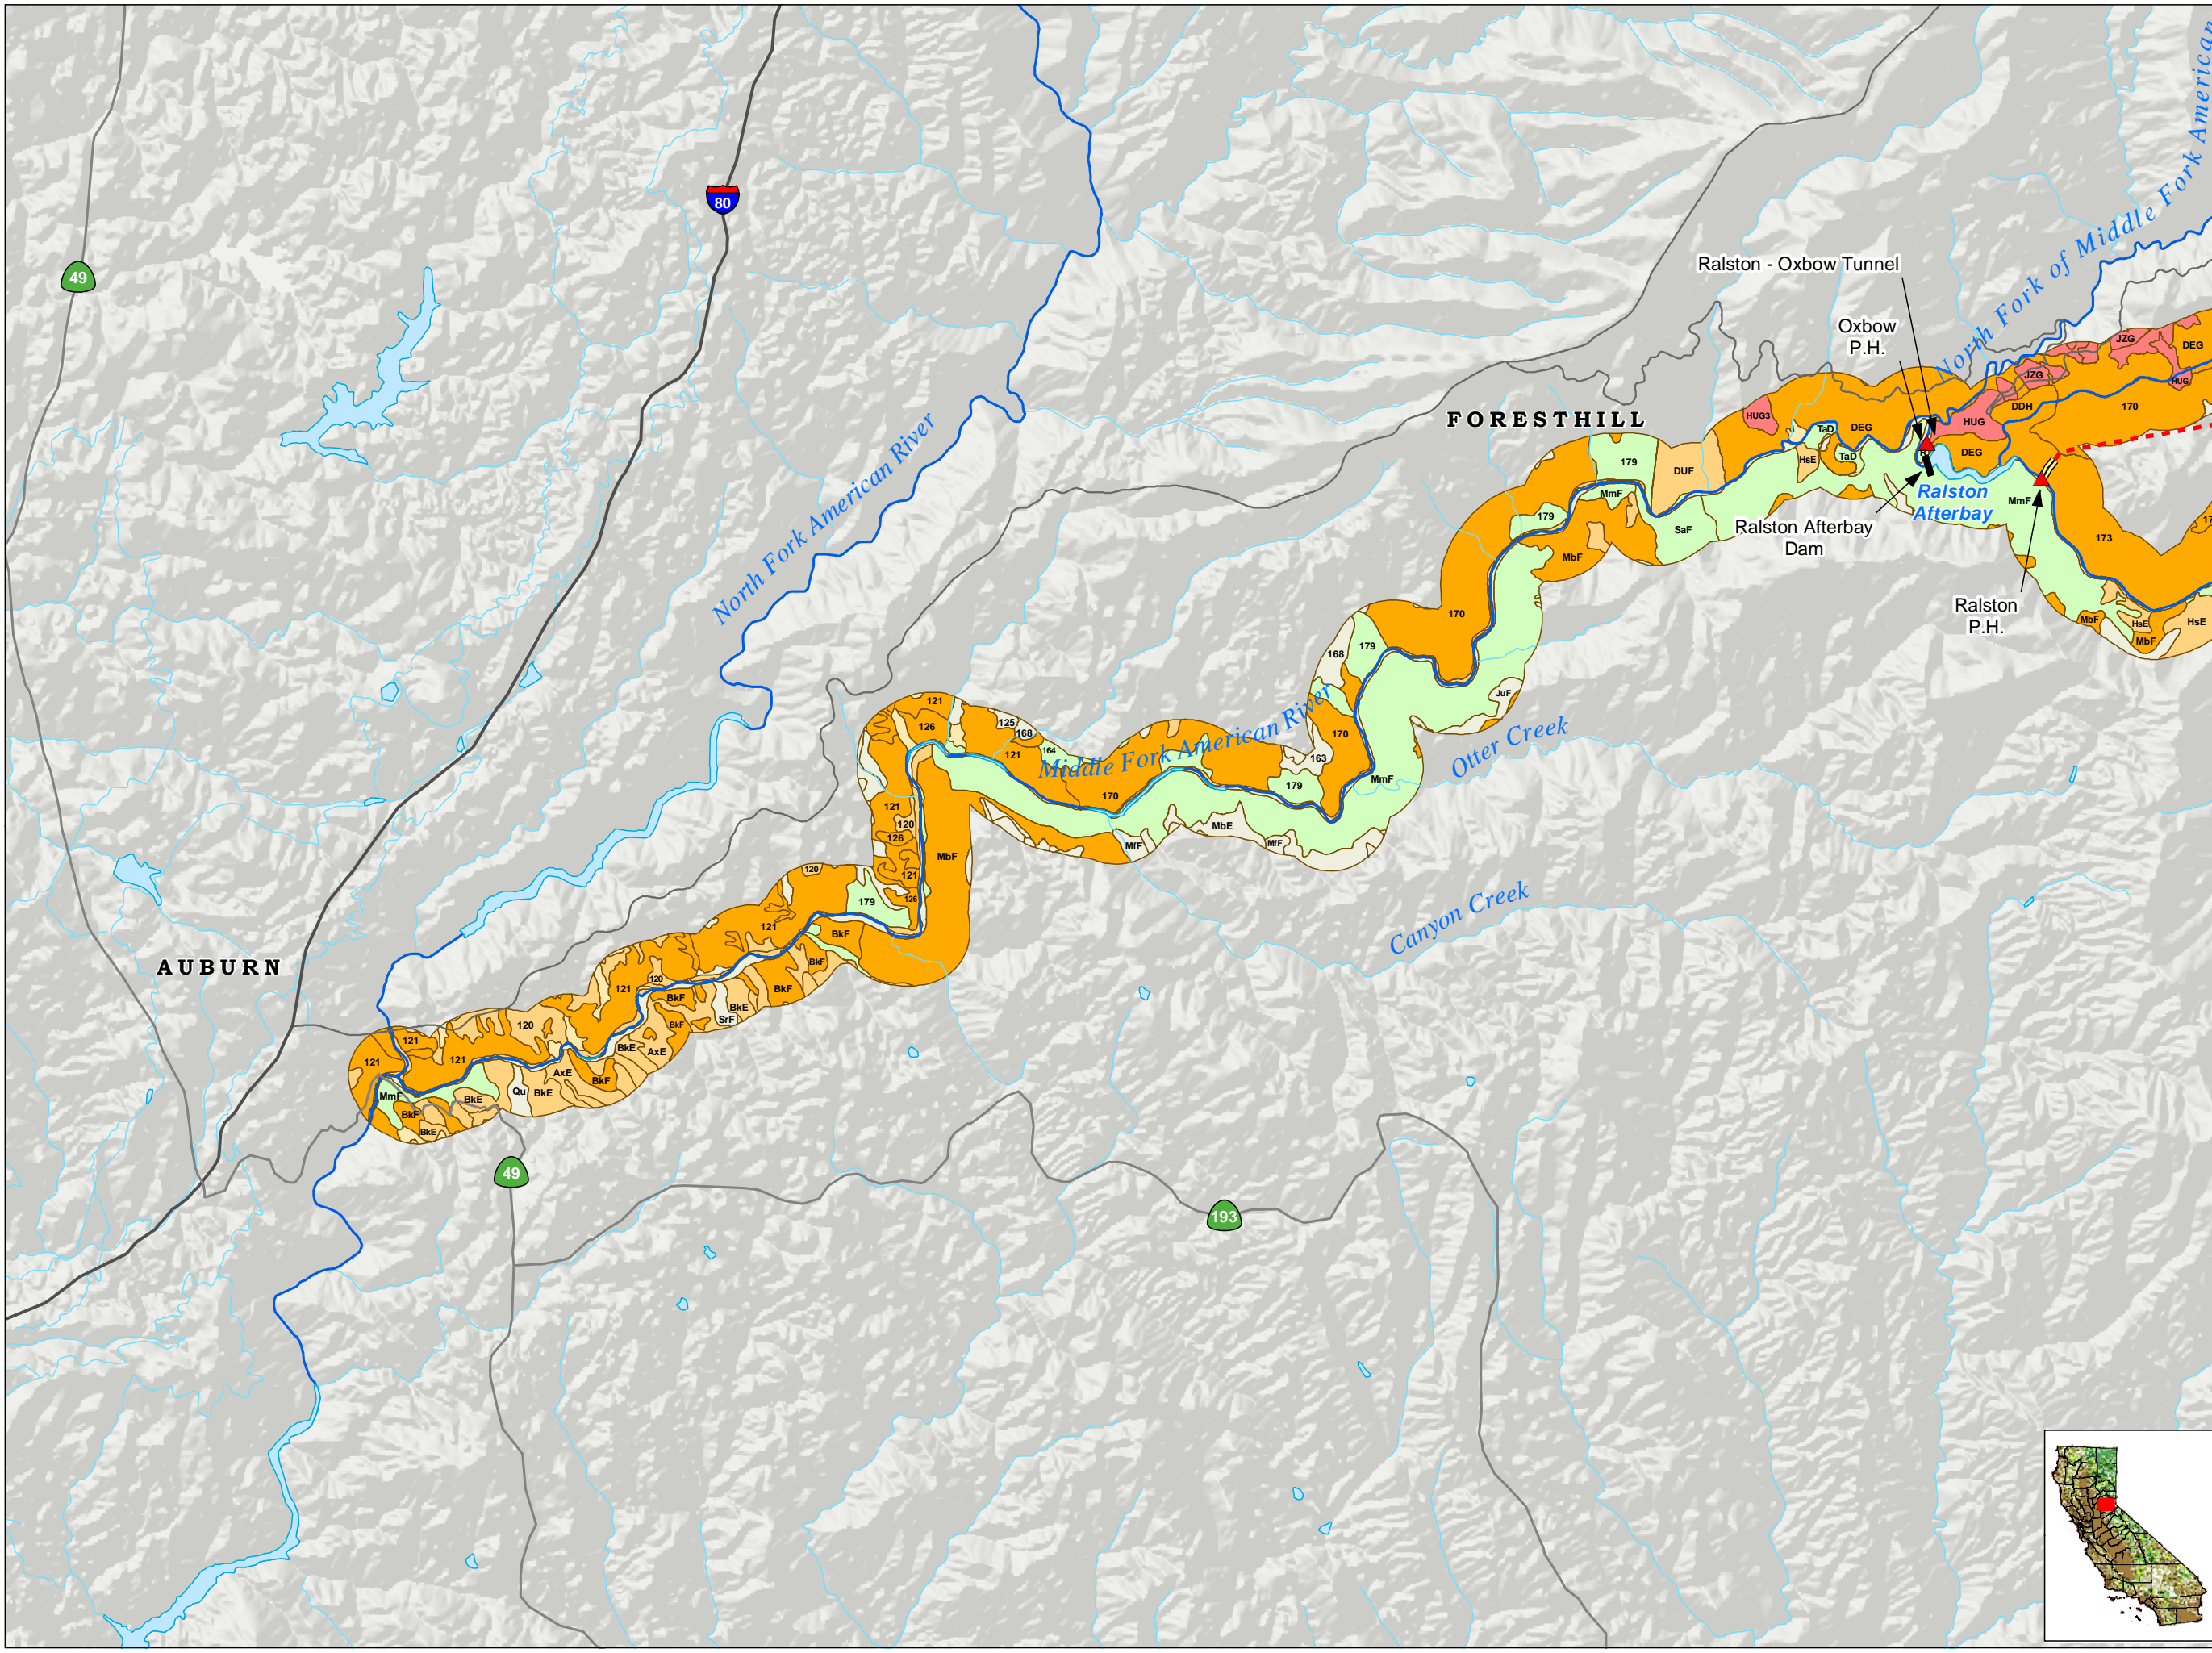 80
49
North Fork of Middle Fork American
Ralston - Oxbow Tunnel
Oxbow
P.H.
JZG
DEG
JZG
HUG
HUG3
DDH
170
FORESTHILL
HUG
TaD
DEG
TaD
HsE
DEG
179
DUF
MmF
Ralston
Afterbay
MmF
179
SaF
Ralston Afterbay
Dam
173
MbF
North Fork American River
Ralston
P.H.
170
MbF
HsE
HsE
MbF
168
179
JuF
121
125
126
168
170
164
121
Middle Fork American River
163
Otter Creek
MmF
179
170
121
120
MbE
126
MfF
MfF
MbF
120
121
179
126
Canyon Creek
121
BkF
AUBURN
BkF
120
121
BkF
BkF
BkE
SrF
120
BkF
121
121
121
BkE
AxE
AxE
BkF
Qu
BkE
MmF
BkE
BkF
BkE
49
193